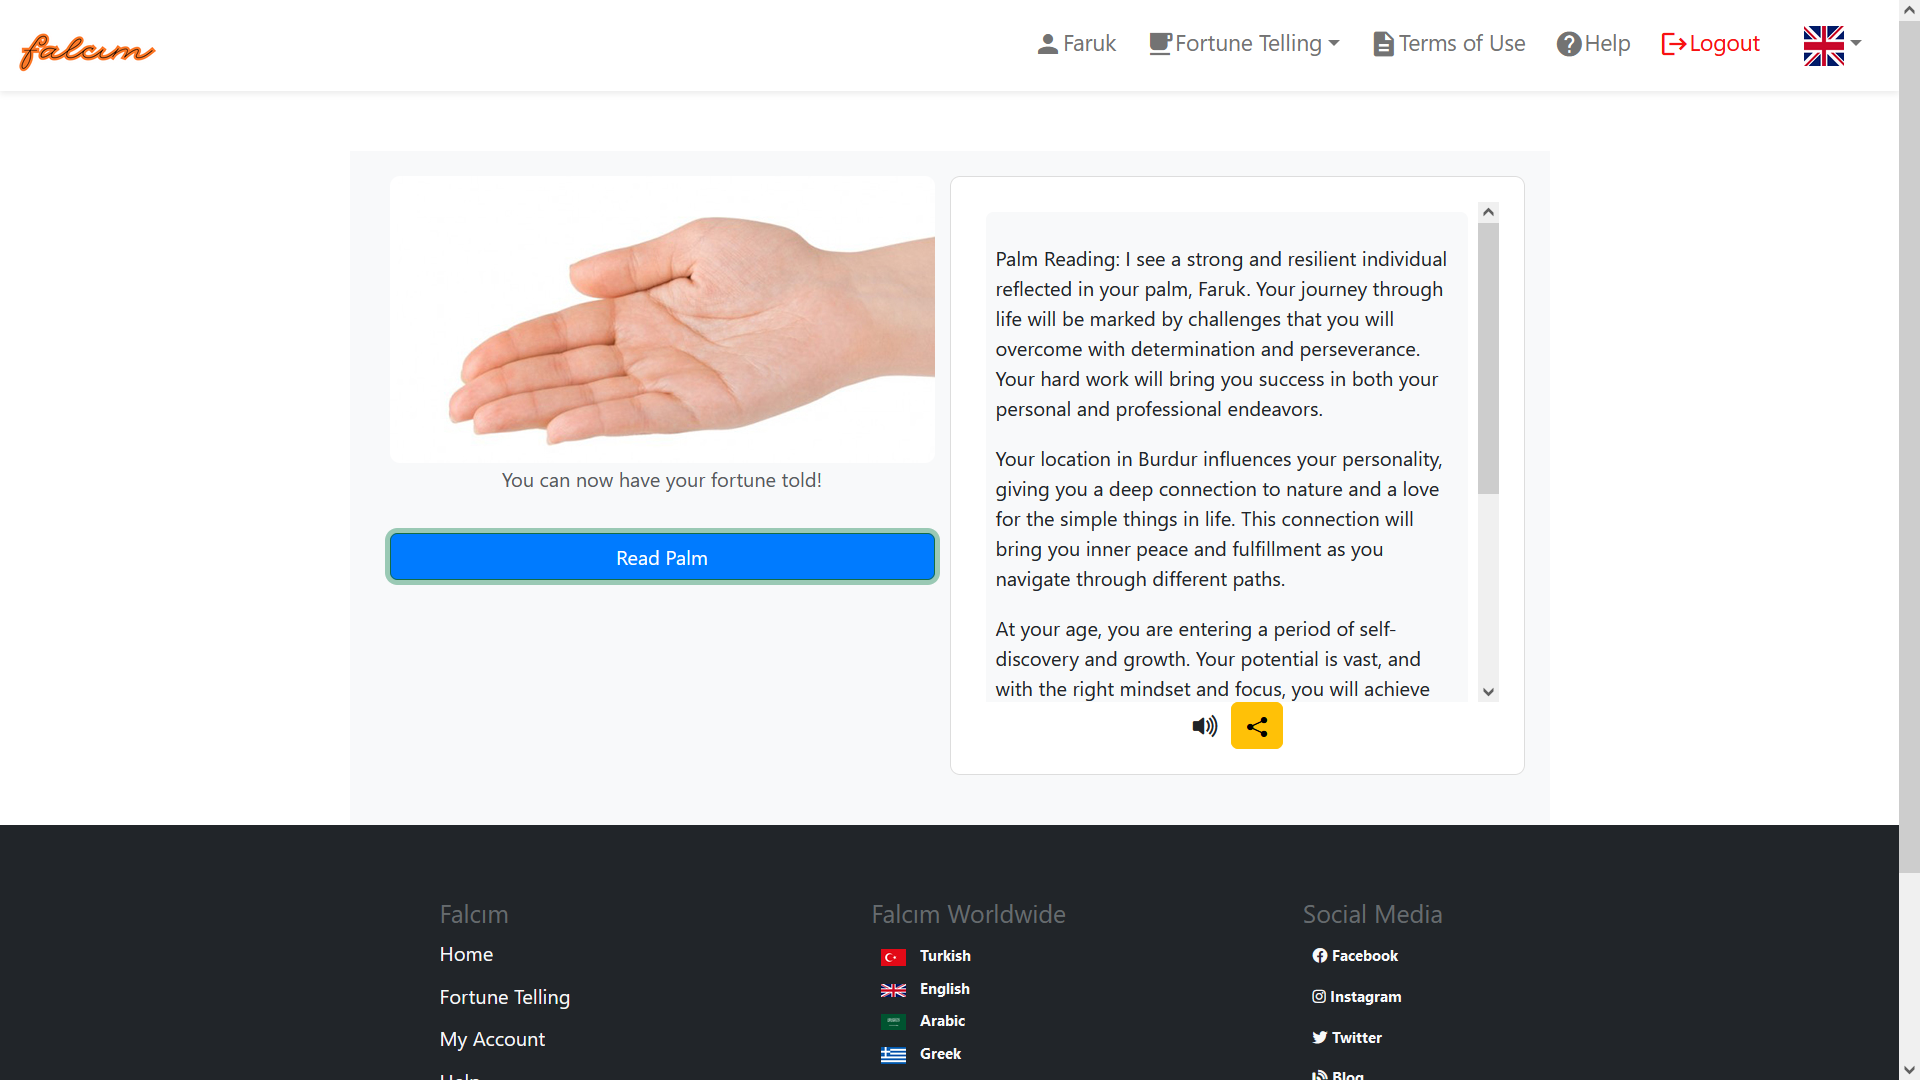 falcım
Faruk
Fortune Telling
Terms of Use
Help
Logout
You can now have your fortune told!
Read Palm
Palm Reading: I see a strong and resilient individual
reflected in your palm, Faruk. Your journey through
life will be marked by challenges that you will
overcome with determination and perseverance.
Your hard work will bring you success in both your
personal and professional endeavors.
Your location in Burdur influences your personality,
giving you a deep connection to nature and a love
for the simple things in life. This connection will
bring you inner peace and fulfillment as you
navigate through different paths.
At your age, you are entering a period of self-
discovery and growth. Your potential is vast, and
with the right mindset and focus, you will achieve
Falcım
Home
Fortune Telling
My Account
Help
Falcım Worldwide
Turkish
English
Arabic
Greek
Social Media
Facebook
Instagram
Twitter
Blog